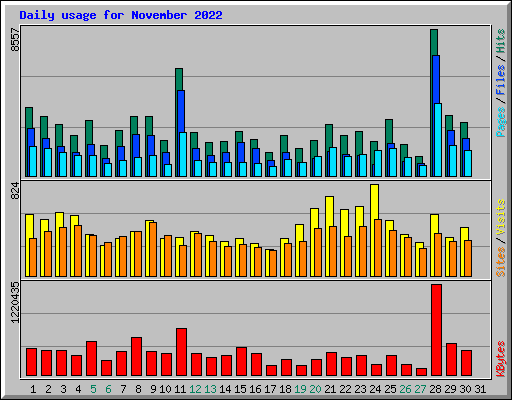 Daily usage for November 2022
8557
824
1220435
Pages / Files / Hits
Sites / Visits
KBytes
1 2 3 4 5 6 7 8 9 10 11 12 13 14 15 16 17 18 19 20 21 22 23 24 25 26 27 28 29 30 31